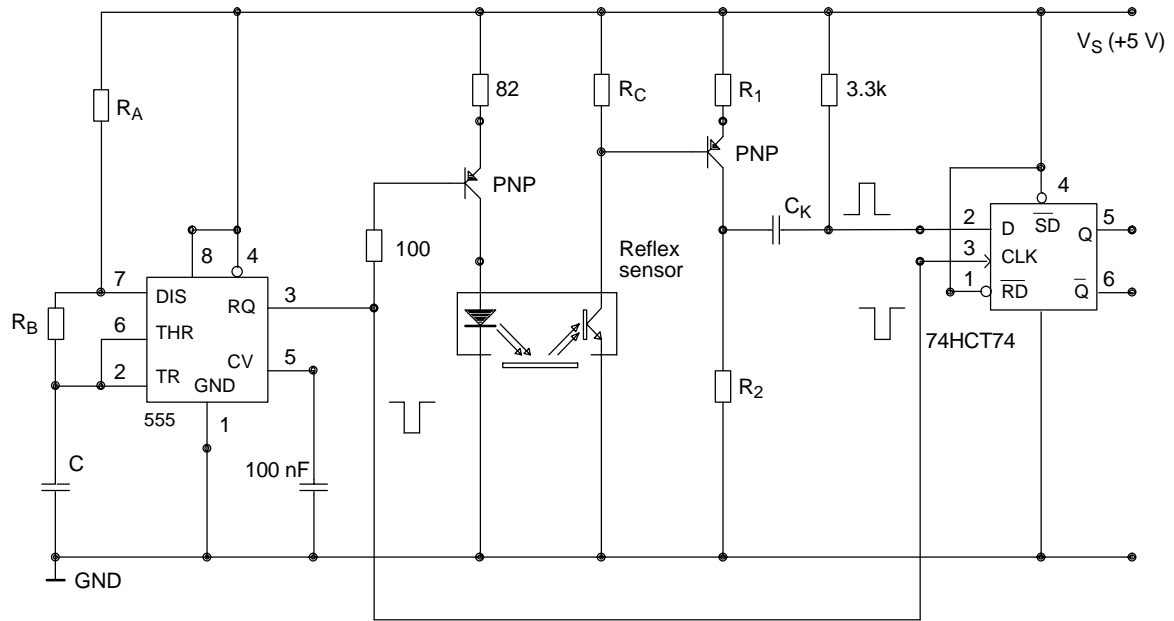 V_S (+5 V)
82
R_C
R_1
3.3k
R_A
PNP
PNP
4
C_K
8
4
100
Reflex
sensor
2
D
S̅D̅
Q
5
3
CLK
7
DIS
RQ
3
1
R̅D̅
Q̅
6
R_B
6
THR
74HCT74
2
TR
CV
5
GND
R_2
555
1
C
100 nF
GND